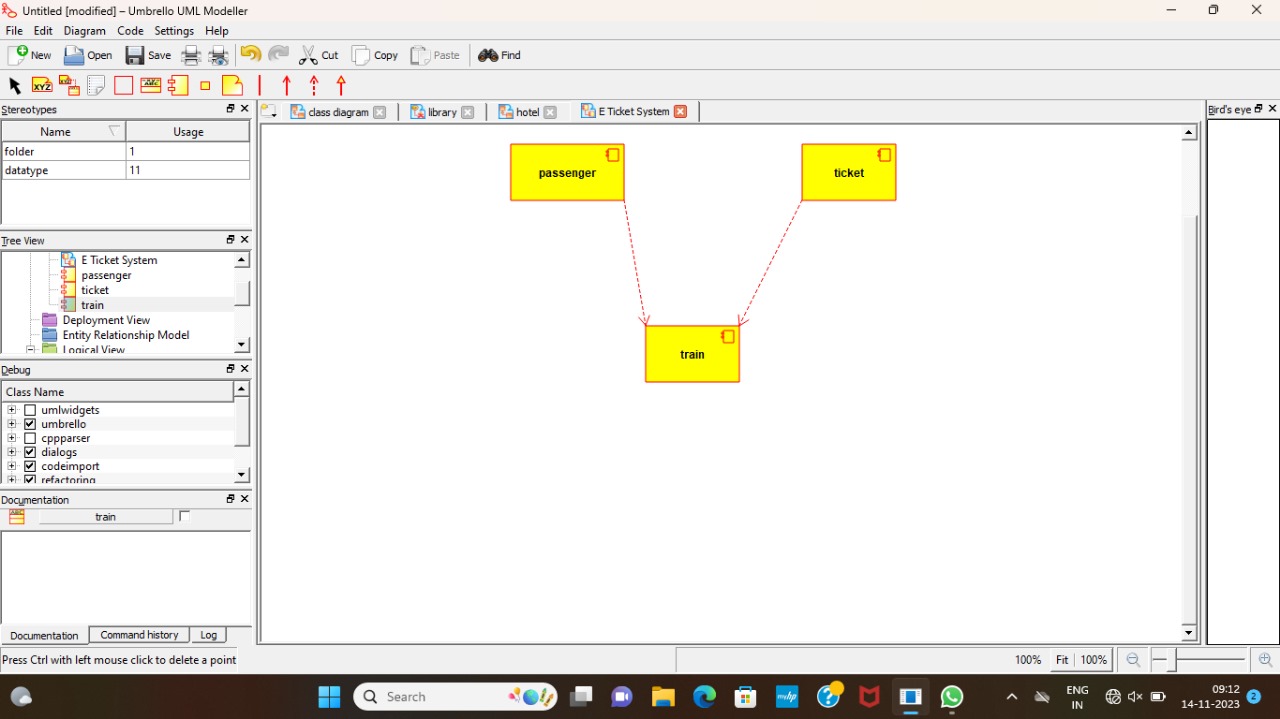 Untitled [modified] – Umbrello UML Modeller
File Edit Diagram Code Settings Help
New Open Save Cut Copy Paste Find
XYZ
Stereotypes
Name Usage
folder 1
datatype 11
Tree View
E Ticket System
passenger
ticket
train
Deployment View
Entity Relationship Model
Logical View
Debug
Class Name
umlwidgets
umbrello
cppparser
dialogs
codeimport
refactoring
Documentation
train
Documentation Command history Log
Press Ctrl with left mouse click to delete a point
class diagram library hotel E Ticket System
passenger
ticket
train
Bird's eye
100% Fit 100%
Search
ENG
IN
09:12
14-11-2023
2